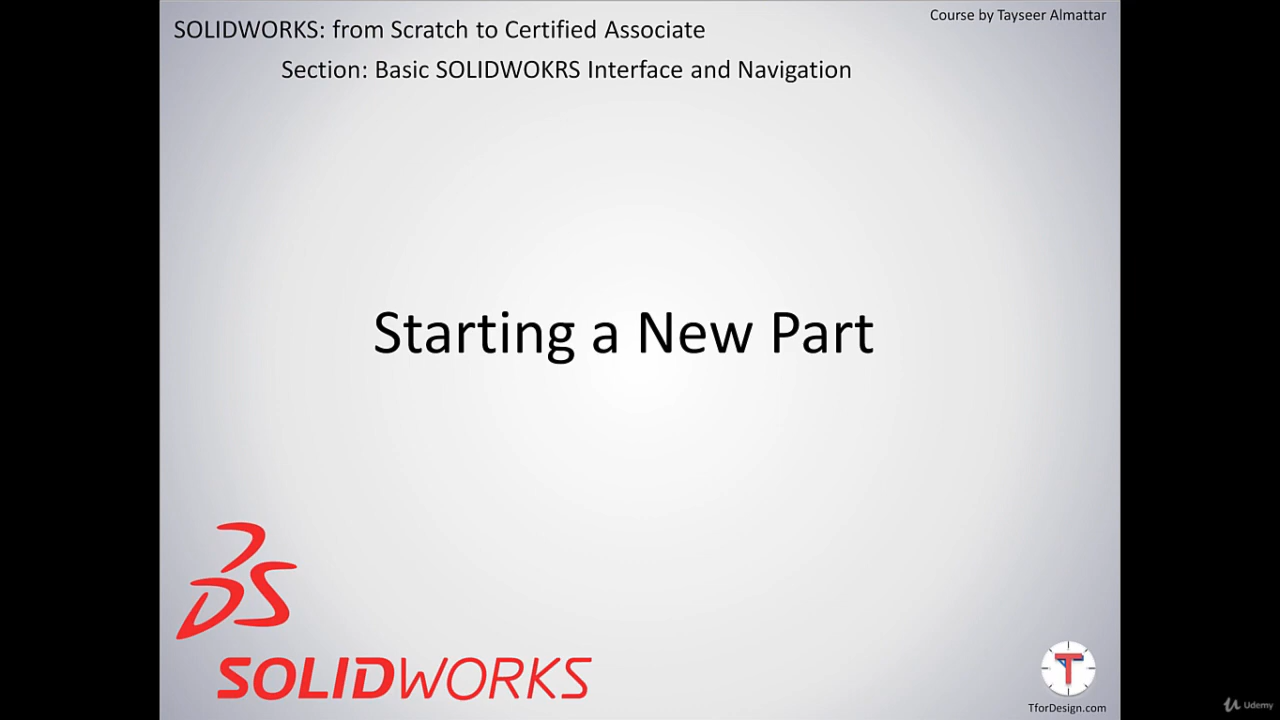 SOLIDWORKS: from Scratch to Certified Associate
Course by Tayseer Almattar
Section: Basic SOLIDWOKRS Interface and Navigation
Starting a New Part
DS
SOLIDWORKS
T
TforDesign.com
Udemy